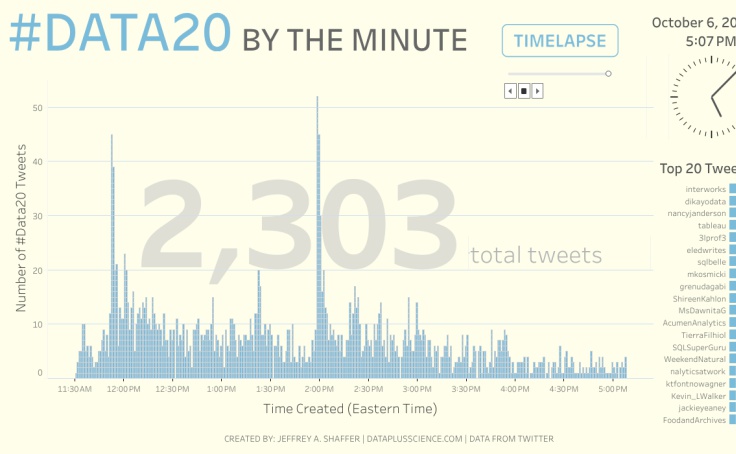 #DATA20 BY THE MINUTE
TIMELAPSE
October 6, 20
5:07 PM
Number of #Data20 Tweets
50
40
30
20
10
0
2,303 total tweets
11:30 AM 12:00 PM 12:30 PM 1:00 PM 1:30 PM 2:00 PM 2:30 PM 3:00 PM 3:30 PM 4:00 PM 4:30 PM 5:00 PM
Time Created (Eastern Time)
Top 20 Twee
interworks
dikayodata
nancyjanderson
tableau
3lprof3
eledwrites
sqlbelle
mkosmicki
grenudagabi
ShireenKahlon
MsDawnitaG
AcumenAnalytics
TierraFilhiol
SQLSuperGuru
WeekendNatural
nalyticsatwork
ktfontnowagner
Kevin_LWalker
jackieyeaney
FoodandArchives
CREATED BY: JEFFREY A. SHAFFER | DATAPLUSSCIENCE.COM | DATA FROM TWITTER